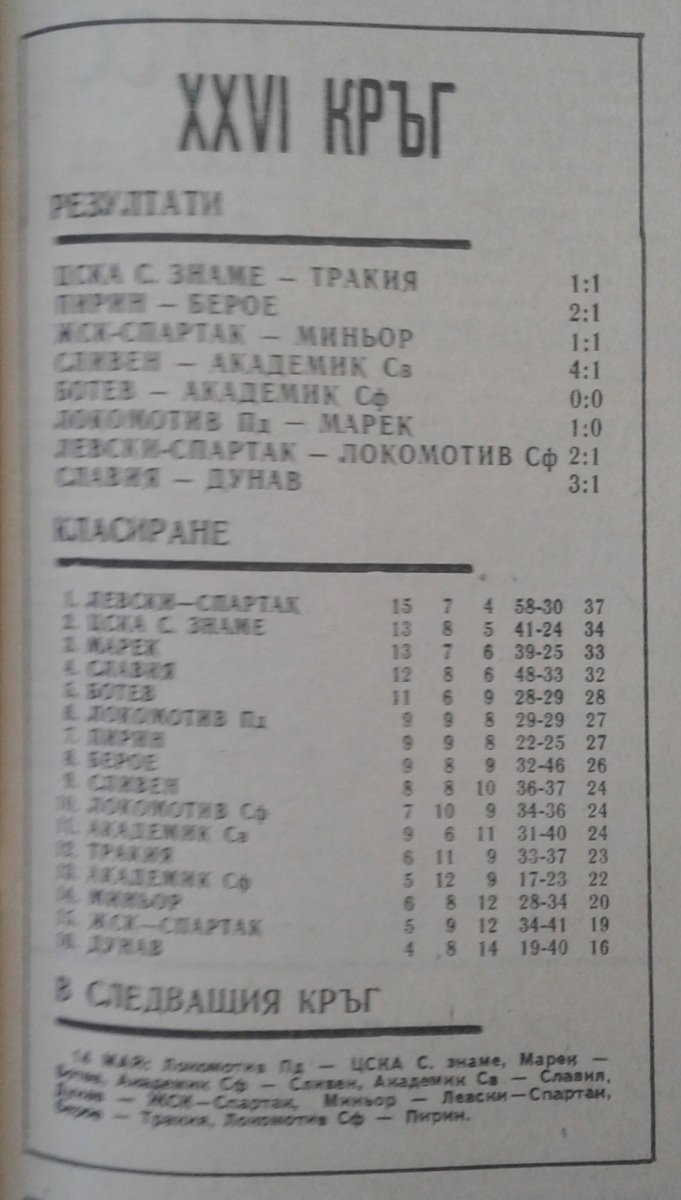 XXVI КРЪГ
РЕЗУЛТАТИ
ЦСКА С. ЗНАМЕ — ТРАКИЯ 1:1
ПИРИН — БЕРОЕ 2:1
ЖСК-СПАРТАК — МИНЬОР 1:1
СЛИВЕН — АКАДЕМИК Св 4:1
БОТЕВ — АКАДЕМИК Сф 0:0
ЛОКОМОТИВ Пд — МАРЕК 1:0
ЛЕВСКИ-СПАРТАК — ЛОКОМОТИВ Сф 2:1
СЛАВИЯ — ДУНАВ 3:1
КЛАСИРАНЕ
1. ЛЕВСКИ—СПАРТАК 15 7 4 58-30 37
2. ЦСКА С. ЗНАМЕ 13 8 5 41-24 34
3. МАРЕК 13 7 6 39-25 33
4. СЛАВИЯ 12 8 6 48-33 32
5. БОТЕВ 11 6 9 28-29 28
6. ЛОКОМОТИВ Пд 9 9 8 29-29 27
7. ПИРИН 9 9 8 22-25 27
8. БЕРОЕ 9 8 9 32-46 26
9. СЛИВЕН 8 8 10 36-37 24
10. ЛОКОМОТИВ Сф 7 10 9 34-36 24
11. АКАДЕМИК Св 9 6 11 31-40 24
12. ТРАКИЯ 6 11 9 33-37 23
13. АКАДЕМИК Сф 5 12 9 17-23 22
14. МИНЬОР 6 8 12 28-34 20
15. ЖСК—СПАРТАК 5 9 12 34-41 19
16. ДУНАВ 4 8 14 19-40 16
В СЛЕДВАЩИЯ КРЪГ
14 МАЙ: Локомотив Пд — ЦСКА С. знаме, Марек —
Ботев, Академик Сф — Сливен, Академик Св — Славия,
Дунав — ЖСК—Спартак, Миньор — Левски—Спартак,
Берое — Тракия, Локомотив Сф — Пирин.